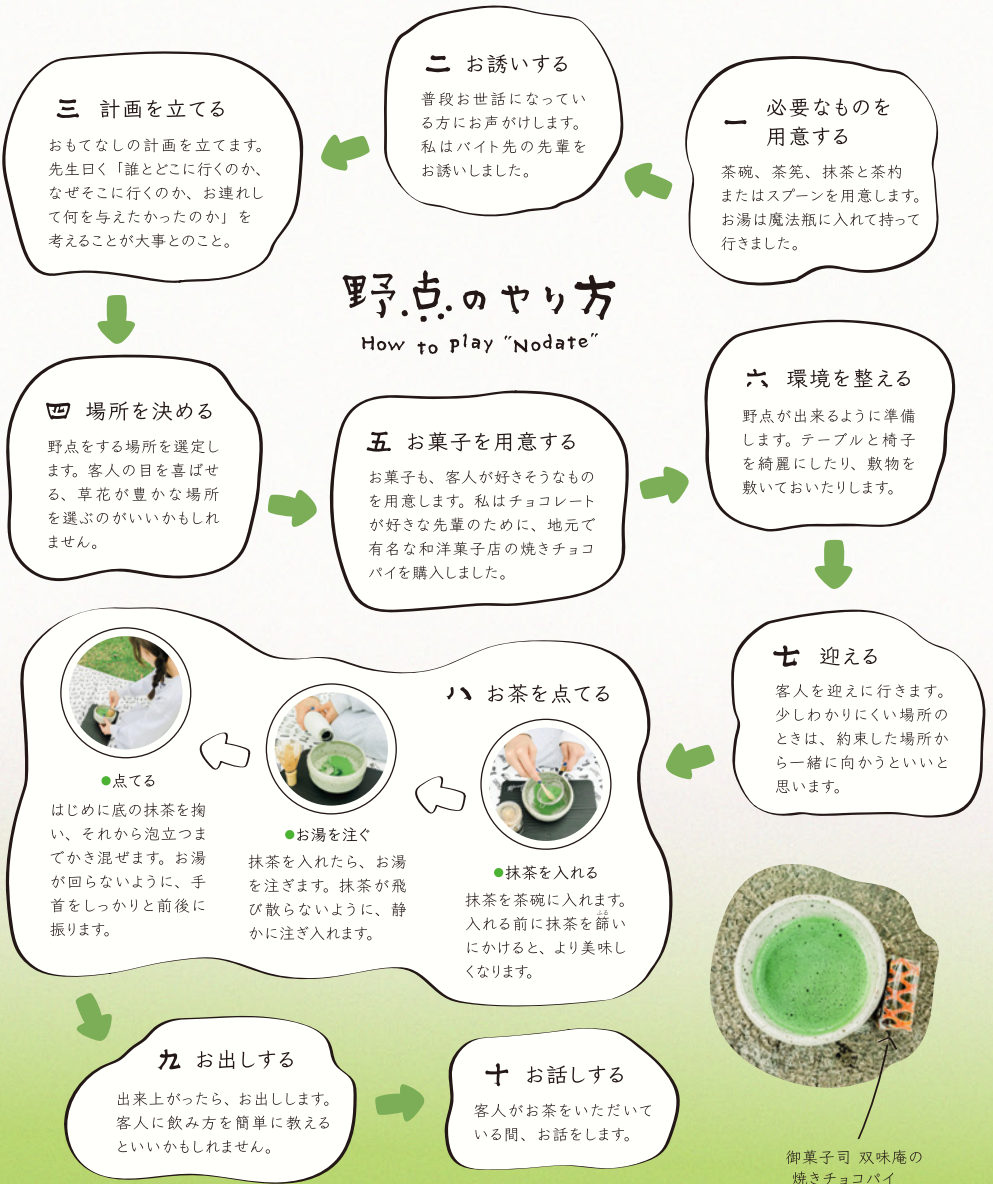 野点のやり方
How to play "Nodate"
一 必要なものを
用意する
茶碗、茶筅、抹茶と茶杓
またはスプーンを用意します。
お湯は魔法瓶に入れて持って
行きました。
二 お誘いする
普段お世話になってい
る方にお声がけします。
私はバイト先の先輩を
お誘いしました。
三 計画を立てる
おもてなしの計画を立てます。
先生曰く「誰とどこに行くのか、
なぜそこに行くのか、お連れし
て何を与えたかったのか」を
考えることが大事とのこと。
四 場所を決める
野点をする場所を選定し
ます。客人の目を喜ばせ
る、草花が豊かな場所
を選ぶのがいいかもしれ
ません。
五 お菓子を用意する
お菓子も、客人が好きそうなもの
を用意します。私はチョコレート
が好きな先輩のために、地元で
有名な和洋菓子店の焼きチョコ
パイを購入しました。
六 環境を整える
野点が出来るように準備
します。テーブルと椅子
を綺麗にしたり、敷物を
敷いておいたりします。
七 迎える
客人を迎えに行きます。
少しわかりにくい場所の
ときは、約束した場所か
ら一緒に向かうといいと
思います。
八 お茶を点てる
●抹茶を入れる
抹茶を茶碗に入れます。
入れる前に抹茶を篩い
ふる
にかけると、より美味し
くなります。
●お湯を注ぐ
抹茶を入れたら、お湯
を注ぎます。抹茶が飛
び散らないように、静
かに注ぎ入れます。
●点てる
はじめに底の抹茶を掬
い、それから泡立つま
でかき混ぜます。お湯
が回らないように、手
首をしっかりと前後に
振ります。
九 お出しする
出来上がったら、お出しします。
客人に飲み方を簡単に教える
といいかもしれません。
十 お話しする
客人がお茶をいただいて
いる間、お話をします。
御菓子司 双味庵の
焼きチョコパイ